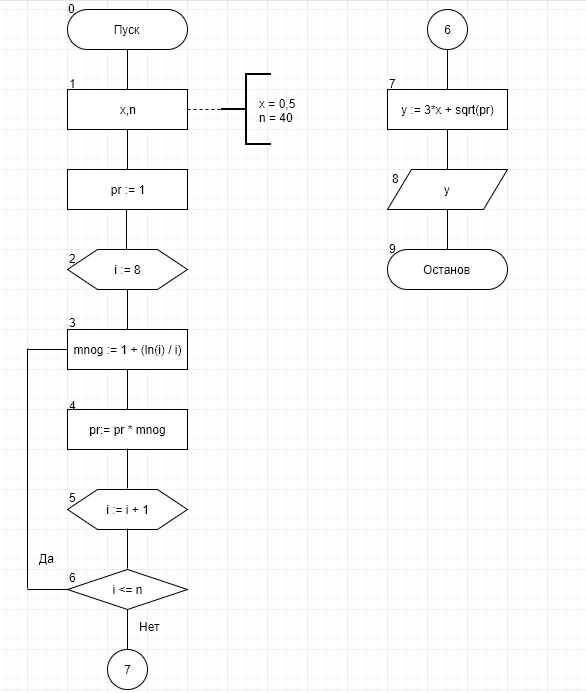 0
Пуск
1
x,n
x = 0,5
n = 40
pr := 1
2
i := 8
3
mnog := 1 + (ln(i) / i)
4
pr:= pr * mnog
5
i := i + 1
Да
6
i <= n
Нет
7
6
7
y := 3*x + sqrt(pr)
8
y
9
Останов